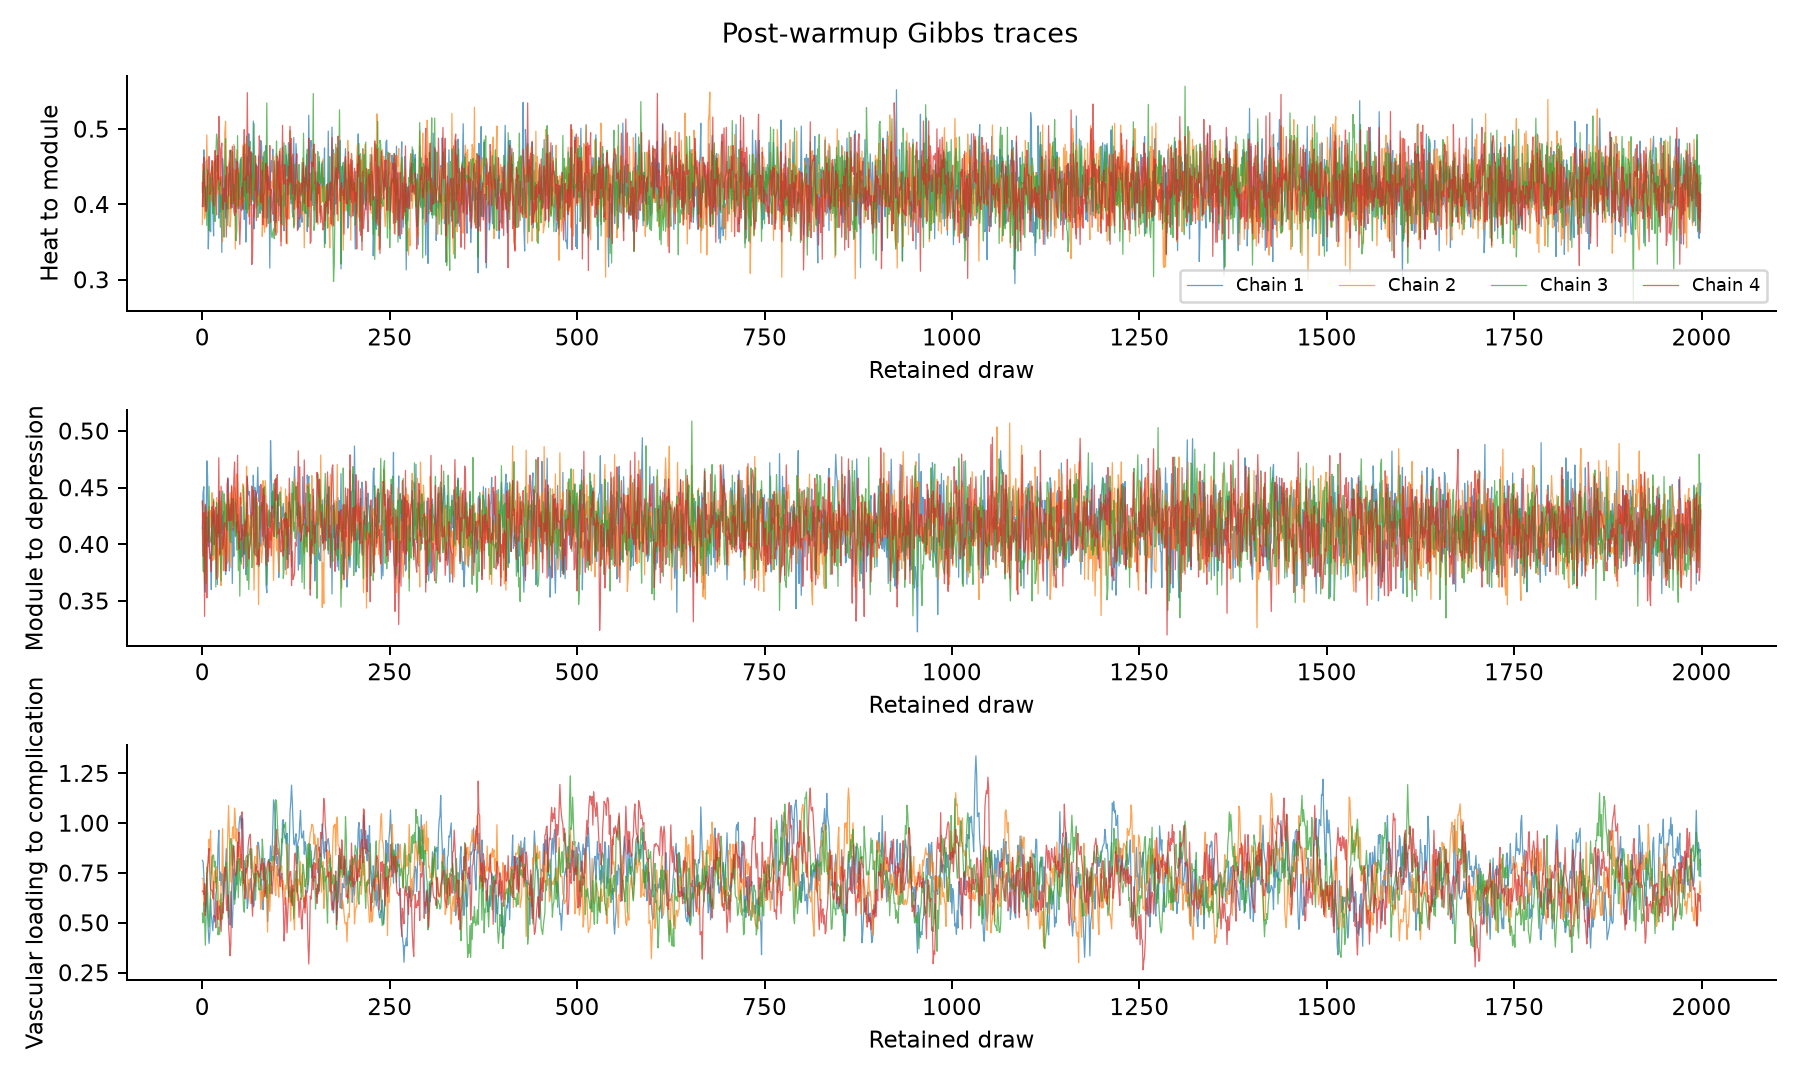 Post-warmup Gibbs traces
Heat to module
0.5
0.4
0.3
Chain 1 Chain 2 Chain 3 Chain 4
0 250 500 750 1000 1250 1500 1750 2000
Retained draw
Module to depression
0.50
0.45
0.40
0.35
0 250 500 750 1000 1250 1500 1750 2000
Retained draw
Vascular loading to complication
1.25
1.00
0.75
0.50
0.25
0 250 500 750 1000 1250 1500 1750 2000
Retained draw